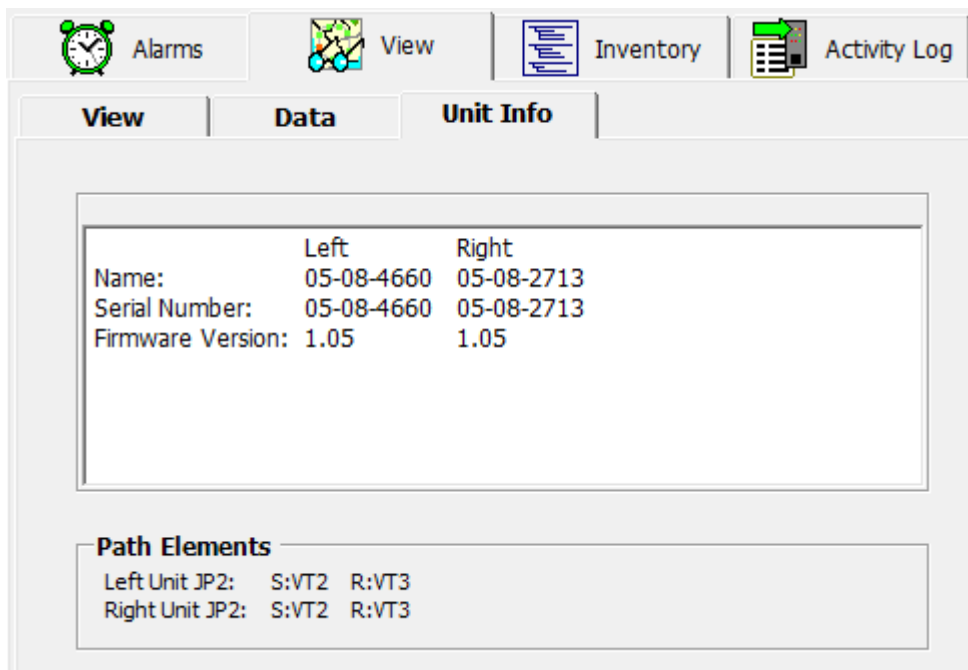 Alarms View Inventory Activity Log
View Data Unit Info
Left Right
Name: 05-08-4660 05-08-2713
Serial Number: 05-08-4660 05-08-2713
Firmware Version: 1.05 1.05
Path Elements
Left Unit JP2: S:VT2 R:VT3
Right Unit JP2: S:VT2 R:VT3